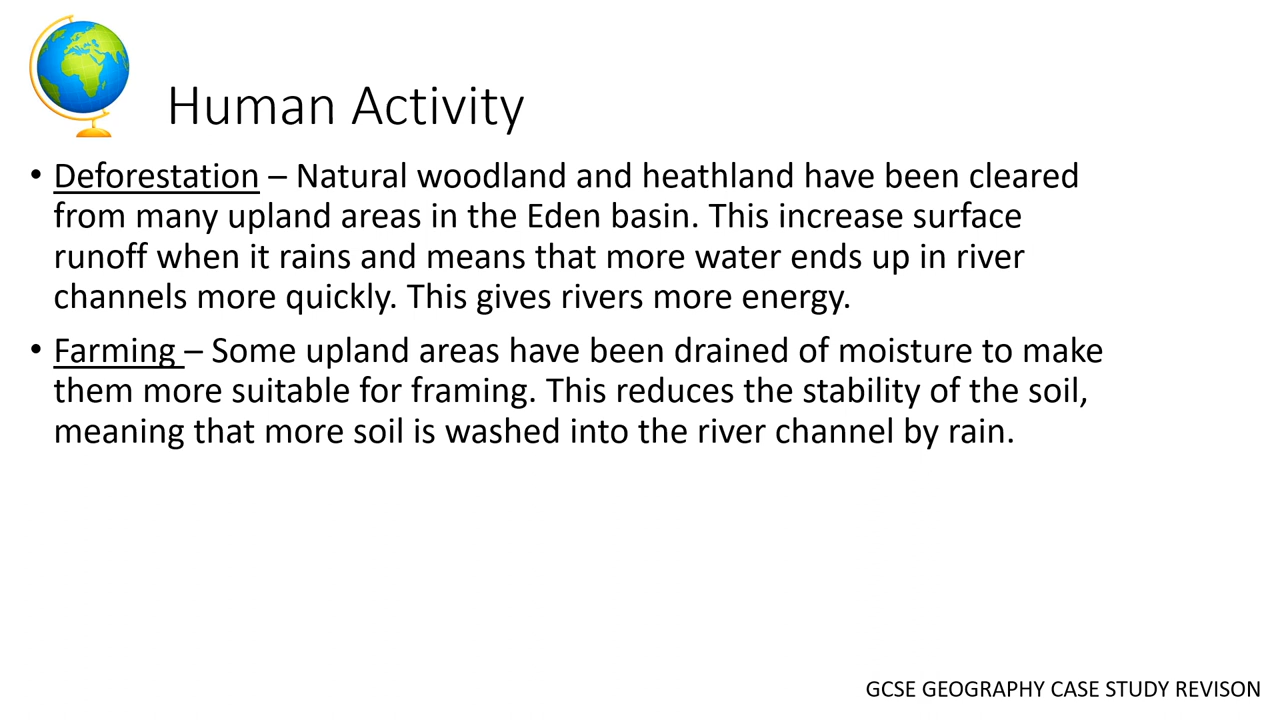 Human Activity
• Deforestation – Natural woodland and heathland have been cleared
from many upland areas in the Eden basin. This increase surface
runoff when it rains and means that more water ends up in river
channels more quickly. This gives rivers more energy.
• Farming – Some upland areas have been drained of moisture to make
them more suitable for framing. This reduces the stability of the soil,
meaning that more soil is washed into the river channel by rain.
GCSE GEOGRAPHY CASE STUDY REVISON